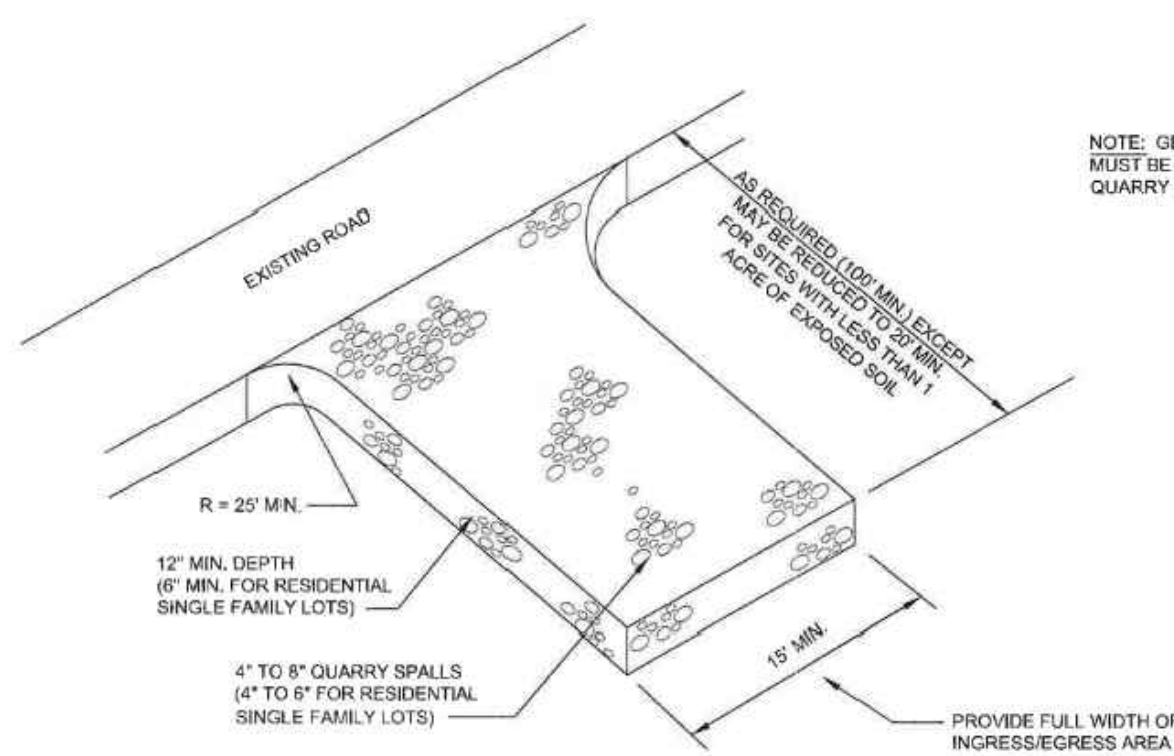 NOTE:
MUST BE
QUARRY
EXISTING ROAD
AS REQUIRED (100' MIN.) EXCEPT
MAY BE REDUCED TO 20' MIN.
FOR SITES WITH LESS THAN 1
ACRE OF EXPOSED SOIL
R = 25' MIN.
12" MIN. DEPTH
(6" MIN. FOR RESIDENTIAL
SINGLE FAMILY LOTS)
4" TO 8" QUARRY SPALLS
(4" TO 6" FOR RESIDENTIAL
SINGLE FAMILY LOTS)
15' MIN.
PROVIDE FULL WIDTH OF
INGRESS/EGRESS AREA